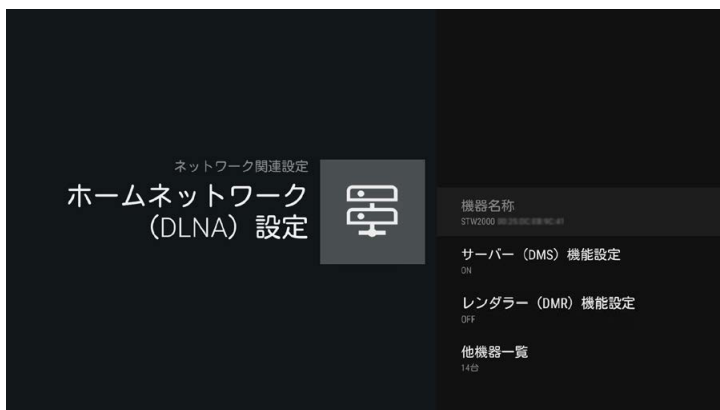 ネットワーク関連設定
ホームネットワーク
（DLNA）設定
機器名称
STW2000
サーバー（DMS）機能設定
ON
レンダラー（DMR）機能設定
OFF
他機器一覧
14台